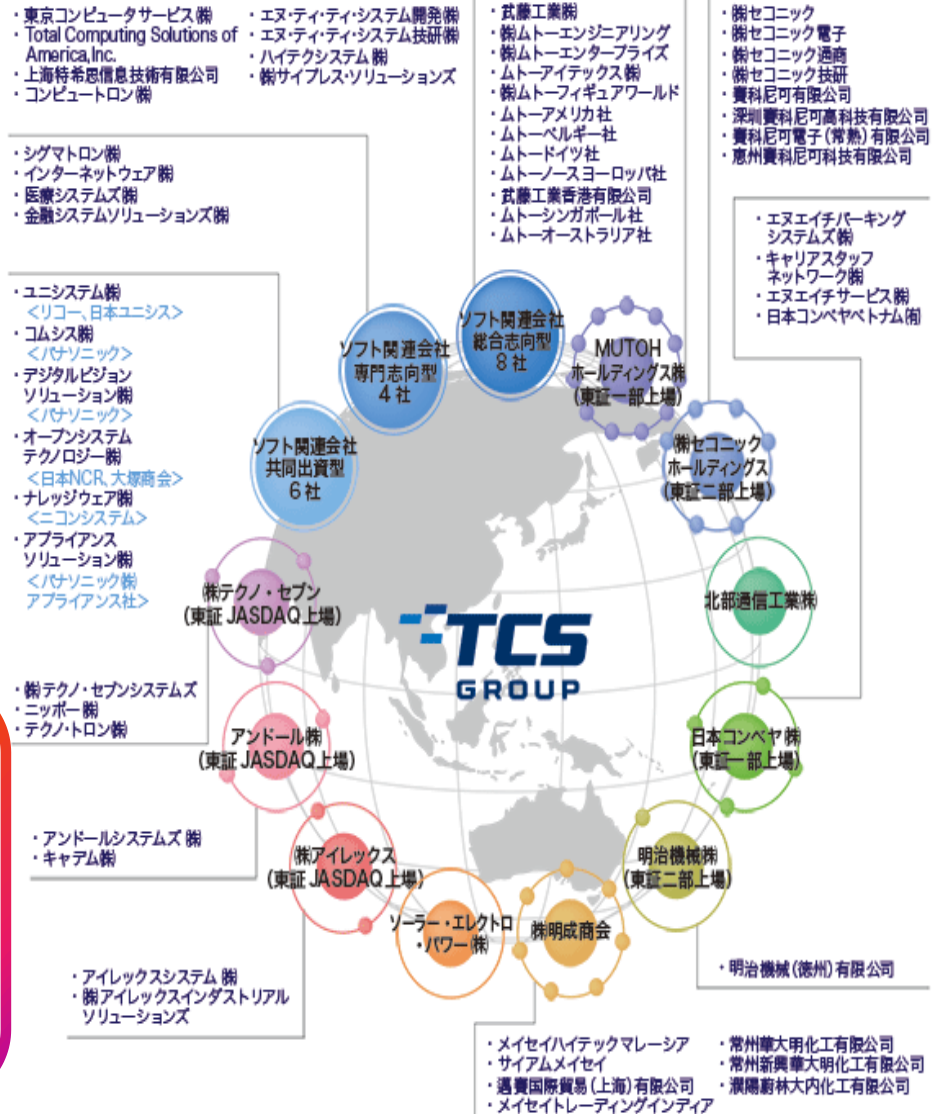 ・東京コンピュータサービス㈱
・Total Computing Solutions of
America,Inc.
・上海特希思信息技術有限公司
・コンピュートロン㈱
・エヌ・ティ・ティ・システム開発㈱
・エヌ・ティ・ティ・システム技研㈱
・ハイテクシステム㈱
・㈱サイプレス・ソリューションズ
・武藤工業㈱
・㈱ムトーエンジニアリング
・㈱ムトーエンタープライズ
・ムトーアイテックス㈱
・㈱ムトーフィギュアワールド
・ムトーアメリカ社
・ムトーベルギー社
・ムトードイツ社
・ムトーノースヨーロッパ社
・武藤工業香港有限公司
・ムトーシンガポール社
・ムトーオーストラリア社
・㈱セコニック
・㈱セコニック電子
・㈱セコニック通商
・㈱セコニック技研
・賽科尼可有限公司
・深圳賽科尼可高科技有限公司
・賽科尼可電子(常熟)有限公司
・恵州賽科尼可科技有限公司
・シグマトロン㈱
・インターネットウェア㈱
・医療システムズ㈱
・金融システムソリューションズ㈱
・エヌエイチパーキング
システムズ㈱
・キャリアスタッフ
ネットワーク㈱
・エヌエイチサービス㈱
・日本コンベヤベトナム㈲
・ユニシステム㈱
<リコー、日本ユニシス>
・コムシス㈱
<パナソニック>
・デジタルビジョン
ソリューション㈱
<パナソニック>
・オープンシステム
テクノロジー㈱
<日本NCR、大塚商会>
・ナレッジウェア㈱
<ニコンシステム>
・アプライアンス
ソリューション㈱
<パナソニック㈱
アプライアンス社>
ソフト関連会社
共同出資型
6社
ソフト関連会社
専門志向型
4社
ソフト関連会社
総合志向型
8社
MUTOH
ホールディングス㈱
(東証一部上場)
㈱セコニック
ホールディングス
(東証二部上場)
㈱テクノ・セブン
(東証JASDAQ上場)
TCS
GROUP
北部通信工業㈱
・㈱テクノ・セブンシステムズ
・ニッポー㈱
・テクノ・トロン㈱
アンドール㈱
(東証JASDAQ上場)
日本コンベヤ㈱
(東証一部上場)
・アンドールシステムズ㈱
・キャデム㈱
㈱アイレックス
(東証JASDAQ上場)
明治機械㈱
(東証二部上場)
ソーラー・エレクトロ
・パワー㈱
㈱明成商会
・アイレックスシステム㈱
・㈱アイレックスインダストリアル
ソリューションズ
・明治機械(徳州)有限公司
・メイセイハイテックマレーシア
・サイアムメイセイ
・邁賽国際貿易(上海)有限公司
・メイセイトレーディングインディア
・常州華大明化工有限公司
・常州新興華大明化工有限公司
・濮陽蔚林大内化工有限公司